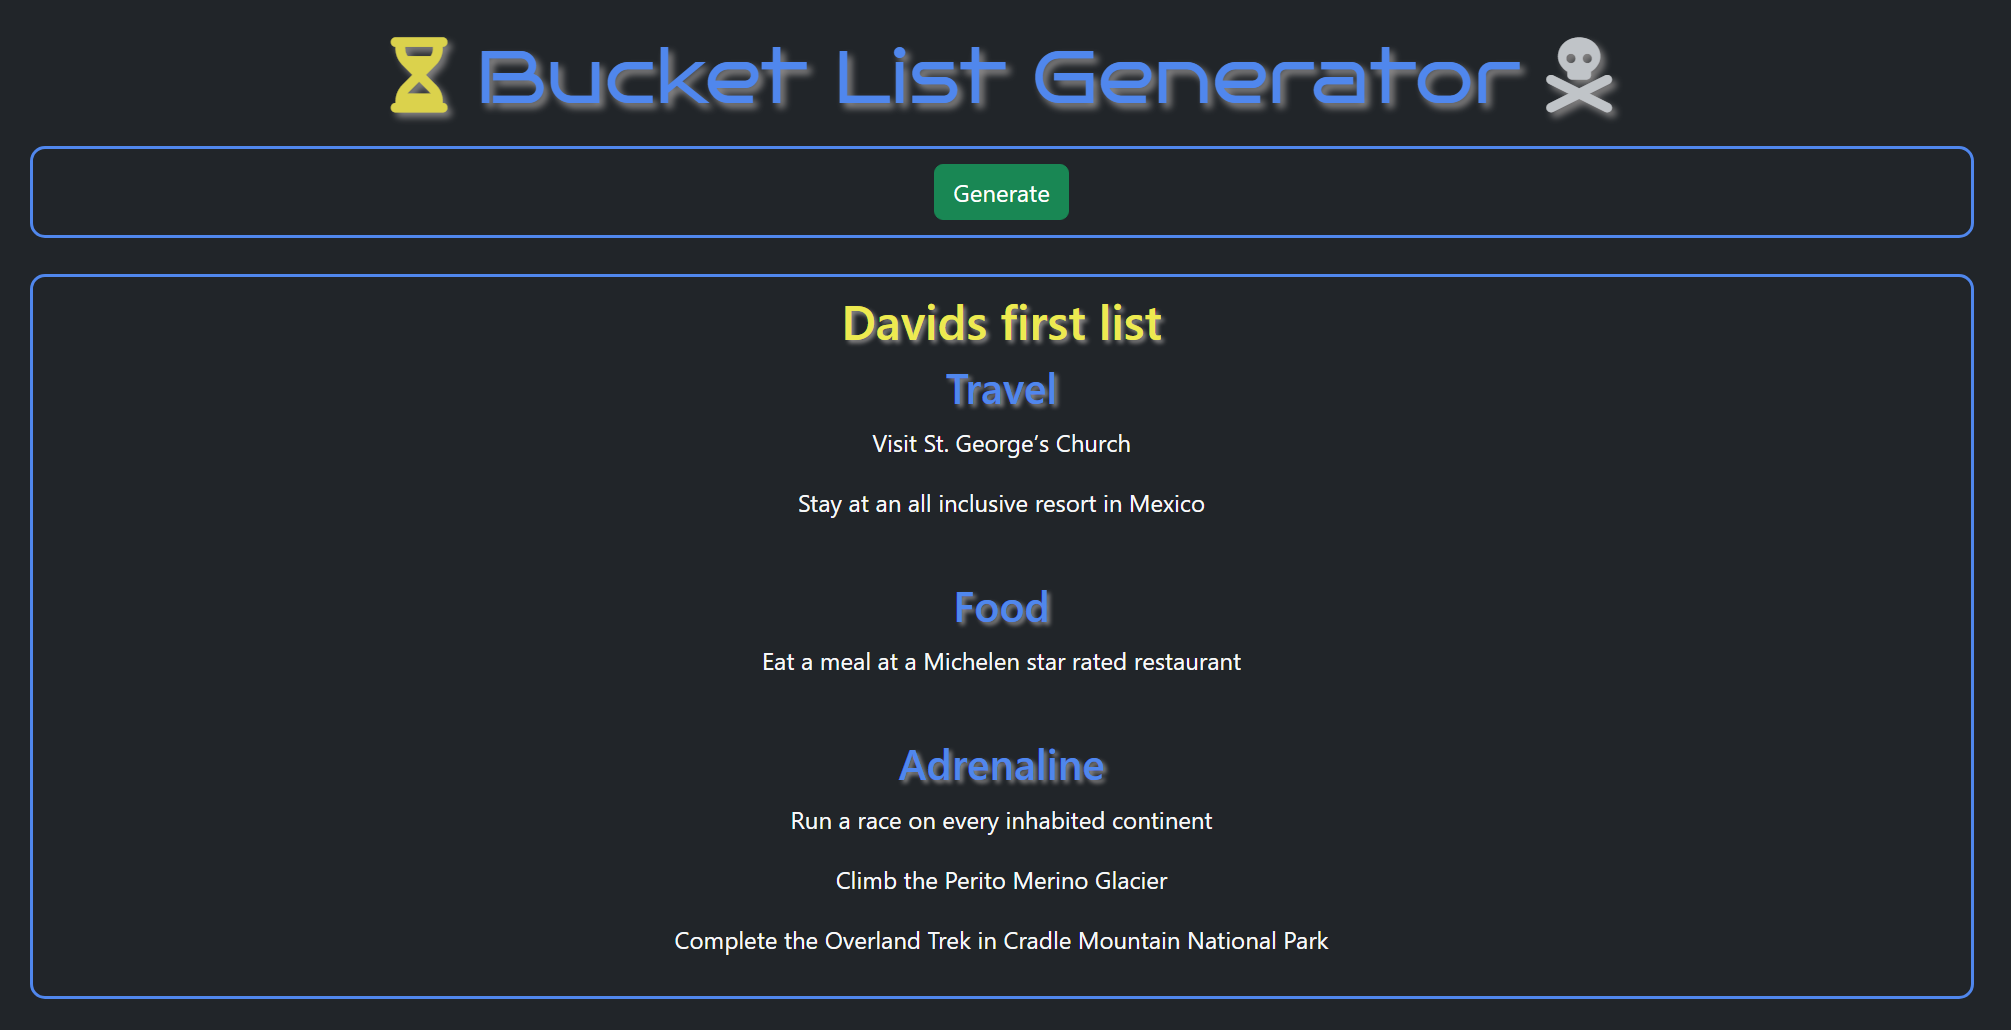 Bucket List Generator
Generate
Davids first list
Travel
Visit St. George’s Church
Stay at an all inclusive resort in Mexico
Food
Eat a meal at a Michelen star rated restaurant
Adrenaline
Run a race on every inhabited continent
Climb the Perito Merino Glacier
Complete the Overland Trek in Cradle Mountain National Park